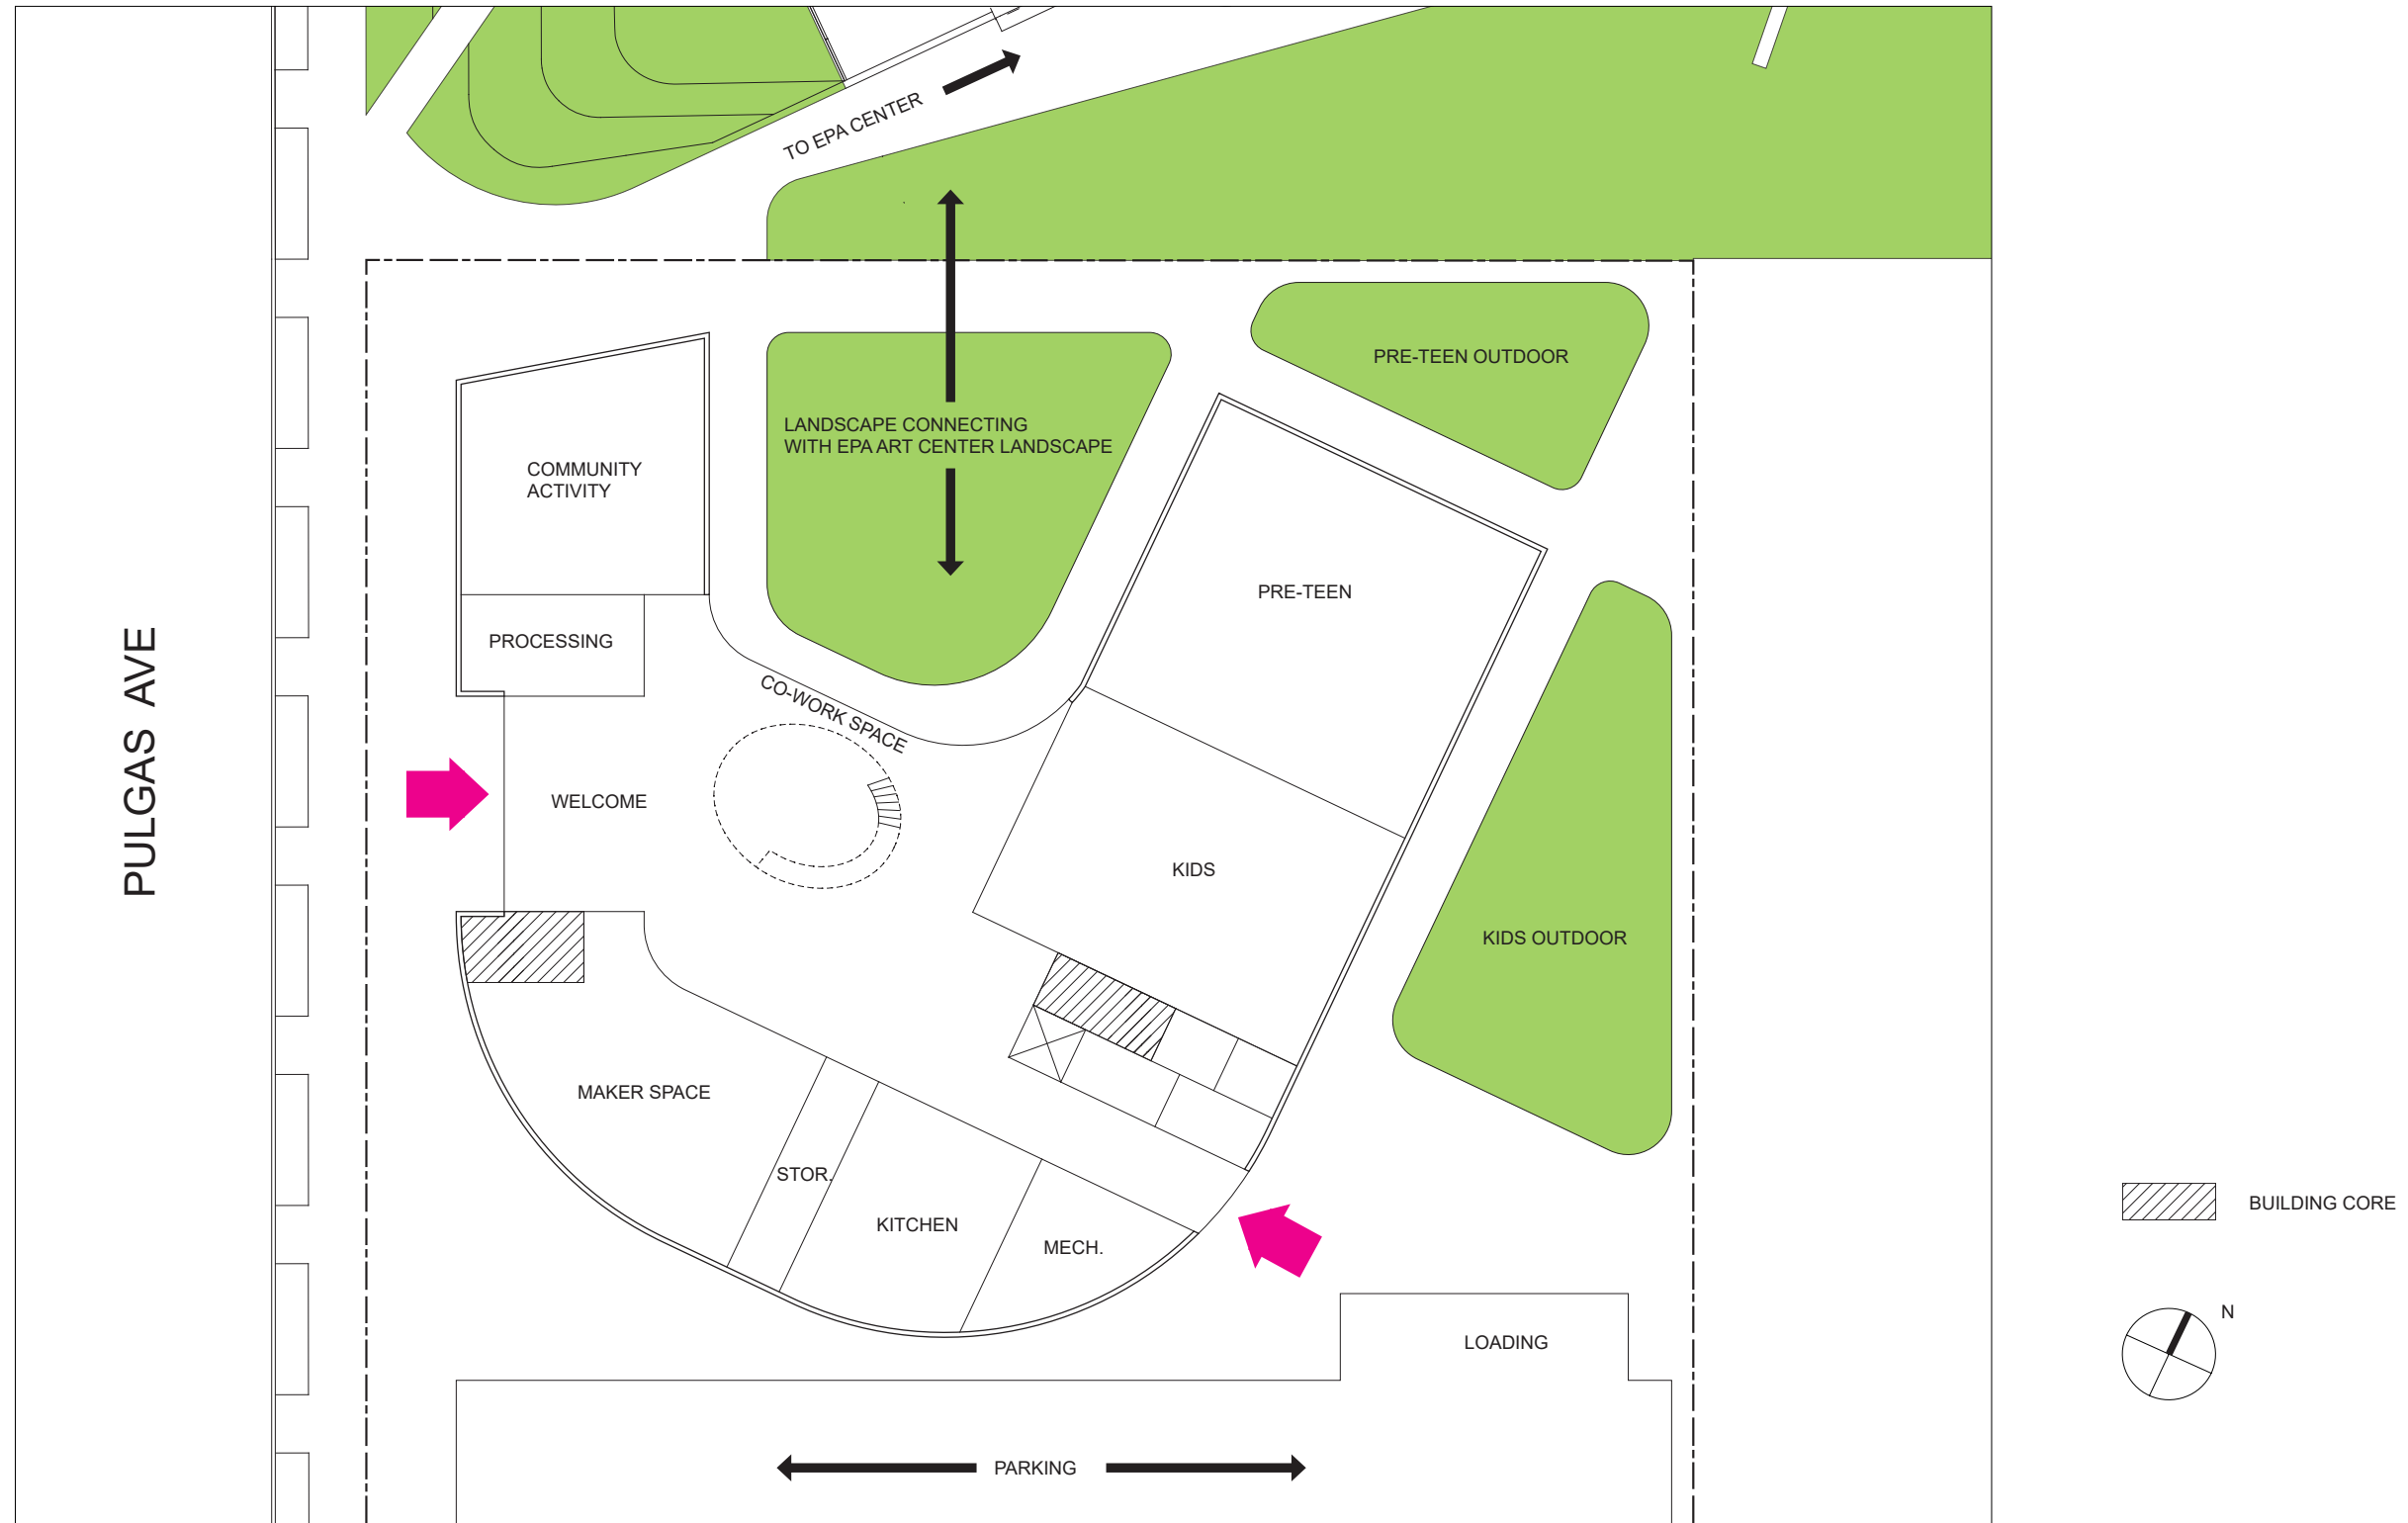 TO EPA CENTER
PRE-TEEN OUTDOOR
LANDSCAPE CONNECTING
WITH EPA ART CENTER LANDSCAPE
COMMUNITY
ACTIVITY
PRE-TEEN
PROCESSING
CO-WORK SPACE
PULGAS AVE
WELCOME
KIDS
KIDS OUTDOOR
MAKER SPACE
STOR.
KITCHEN
MECH.
BUILDING CORE
N
LOADING
PARKING